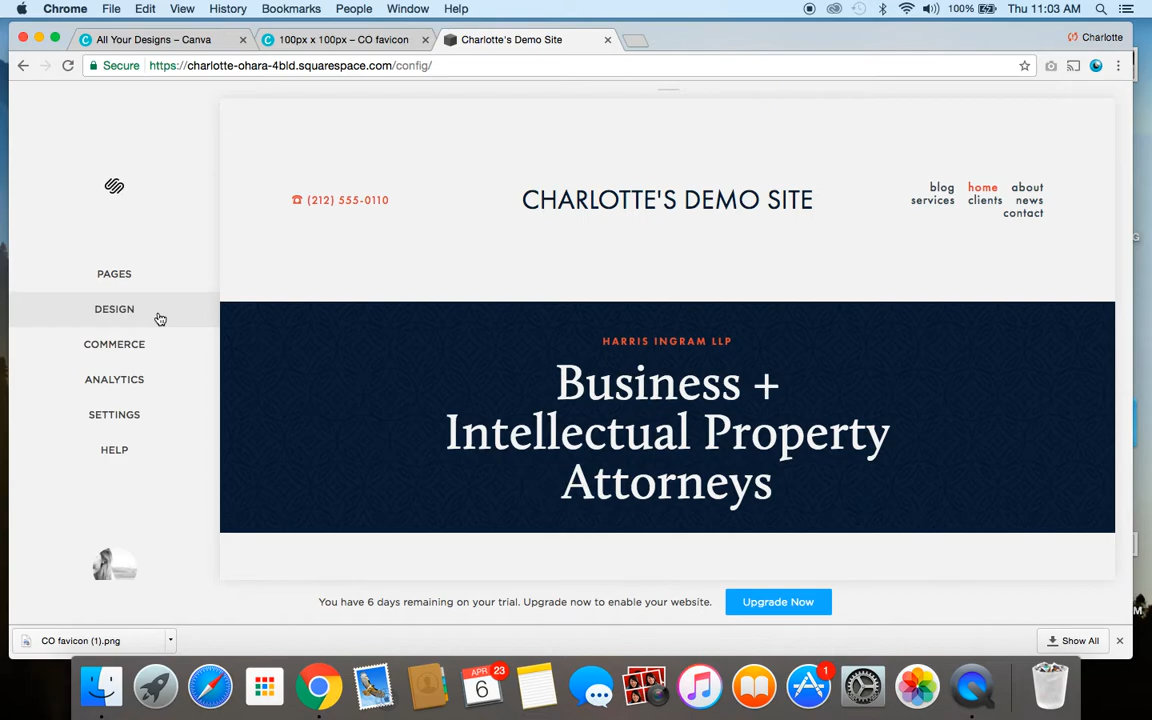 Chrome File Edit View History Bookmarks People Window Help 100% Thu 11:03 AM
All Your Designs – Canva 100px x 100px – CO favicon Charlotte's Demo Site Charlotte
Secure https://charlotte-ohara-4bld.squarespace.com/config/
PAGES
DESIGN
COMMERCE
ANALYTICS
SETTINGS
HELP
(212) 555-0110
CHARLOTTE'S DEMO SITE
blog home about
services clients news
contact
HARRIS INGRAM LLP
Business +
Intellectual Property
Attorneys
You have 6 days remaining on your trial. Upgrade now to enable your website. Upgrade Now
CO favicon (1).png Show All
APR 23
6
1